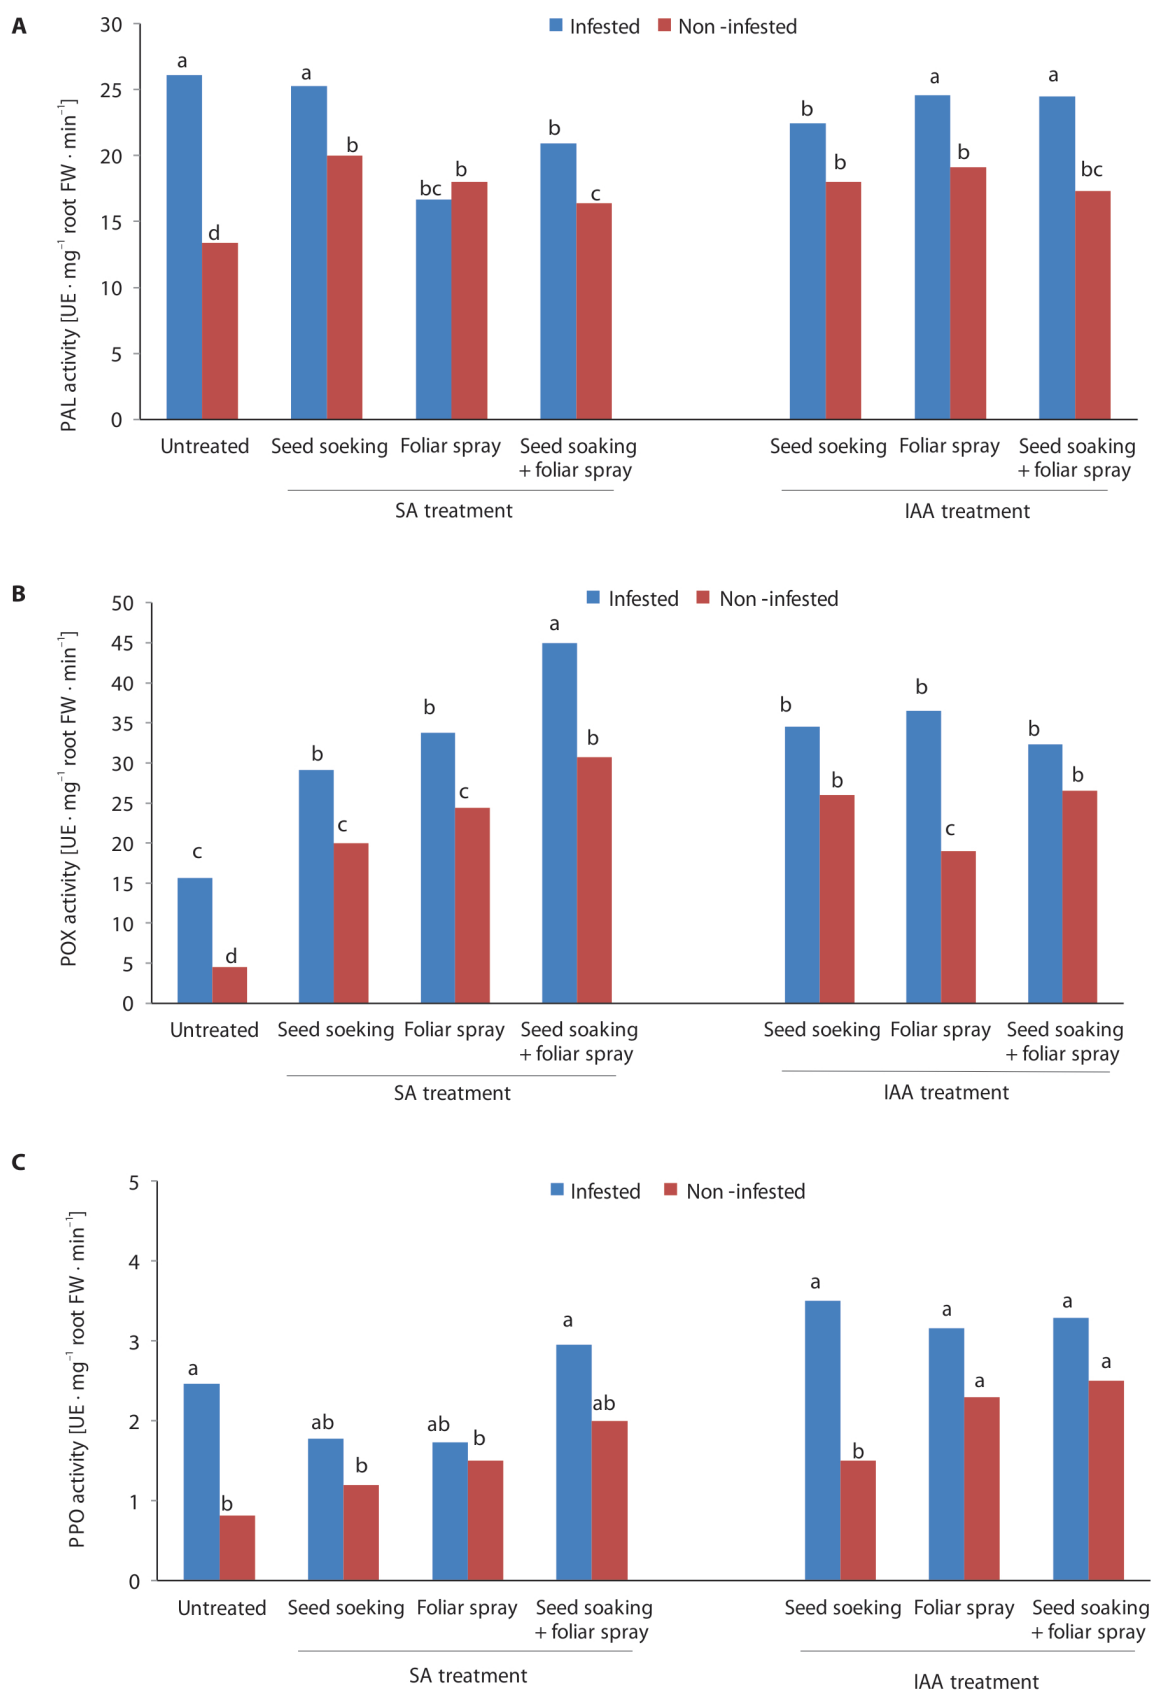 A
Infested Non -infested
PAL activity [UE · mg⁻¹ root FW · min⁻¹]
30
25
20
15
10
5
0
a
d
a
b
bc
b
b
c
b
b
a
b
a
bc
Untreated Seed soeking Foliar spray Seed soaking Seed soeking Foliar spray Seed soaking
+ foliar spray + foliar spray
SA treatment IAA treatment
B
Infested Non -infested
POX activity [UE · mg⁻¹ root FW · min⁻¹]
50
45
40
35
30
25
20
15
10
5
0
c
d
b
c
b
c
a
b
b
b
b
c
b
b
Untreated Seed soeking Foliar spray Seed soaking Seed soeking Foliar spray Seed soaking
+ foliar spray + foliar spray
SA treatment IAA treatment
C
Infested Non -infested
PPO activity [UE · mg⁻¹ root FW · min⁻¹]
5
4
3
2
1
0
a
b
ab
b
ab
b
a
ab
a
b
a
a
a
a
Untreated Seed soeking Foliar spray Seed soaking Seed soeking Foliar spray Seed soaking
+ foliar spray + foliar spray
SA treatment IAA treatment